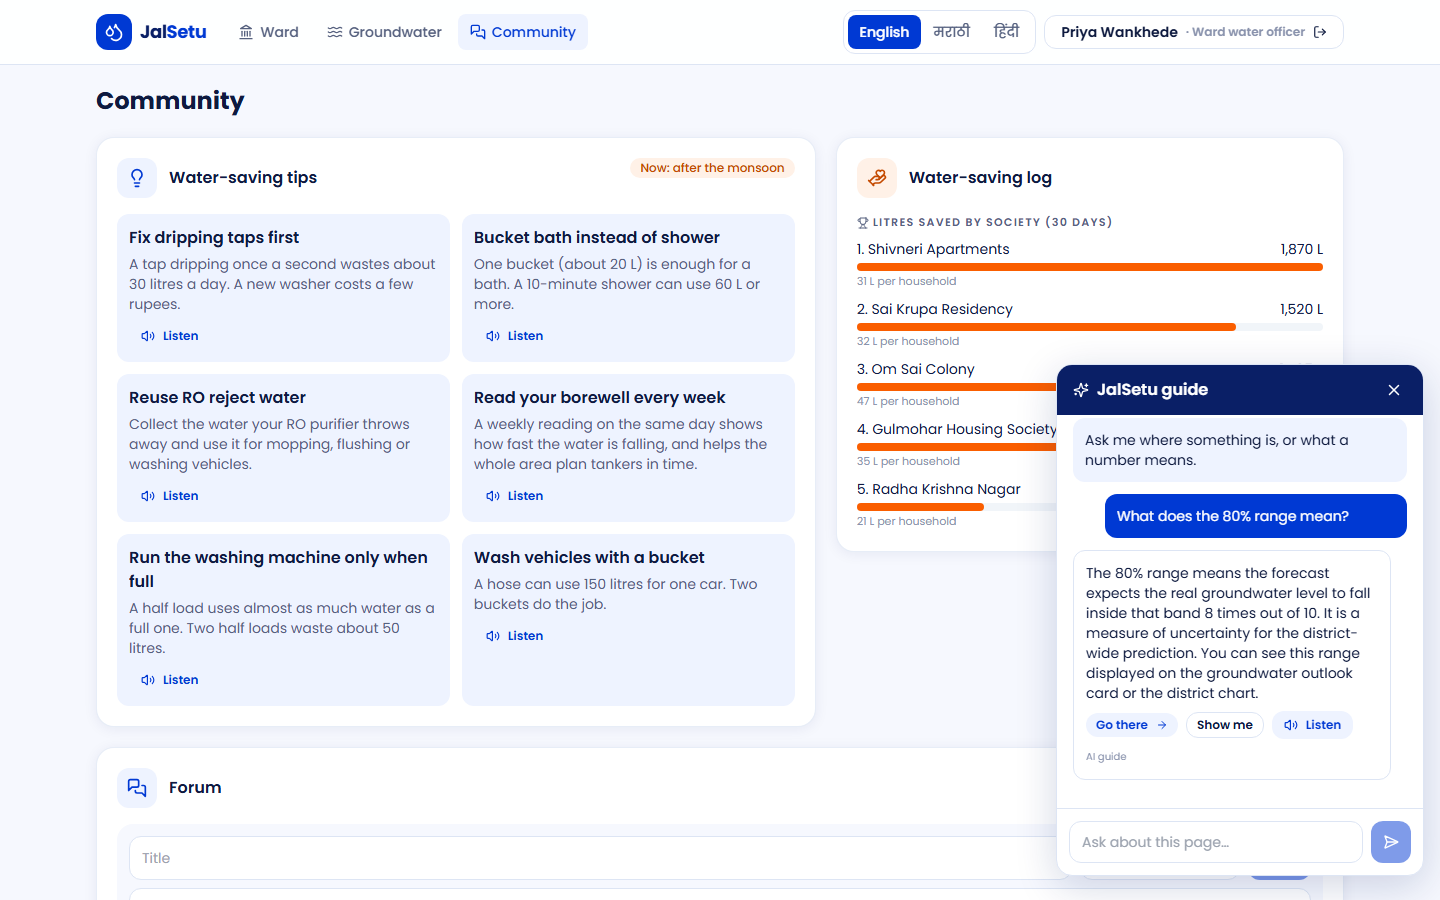 JalSetu
Ward
Groundwater
Community
English
मराठी
हिंदी
Priya Wankhede · Ward water officer
Community
Water-saving tips
Now: after the monsoon
Fix dripping taps first
A tap dripping once a second wastes about
30 litres a day. A new washer costs a few
rupees.
Listen
Bucket bath instead of shower
One bucket (about 20 L) is enough for a
bath. A 10-minute shower can use 60 L or
more.
Listen
Reuse RO reject water
Collect the water your RO purifier throws
away and use it for mopping, flushing or
washing vehicles.
Listen
Read your borewell every week
A weekly reading on the same day shows
how fast the water is falling, and helps the
whole area plan tankers in time.
Listen
Run the washing machine only when
full
A half load uses almost as much water as a
full one. Two half loads waste about 50
litres.
Listen
Wash vehicles with a bucket
A hose can use 150 litres for one car. Two
buckets do the job.
Listen
Water-saving log
LITRES SAVED BY SOCIETY (30 DAYS)
1. Shivneri Apartments 1,870 L
31 L per household
2. Sai Krupa Residency 1,520 L
32 L per household
3. Om Sai Colony
47 L per household
4. Gulmohar Housing Society
35 L per household
5. Radha Krishna Nagar
21 L per household
Forum
Title
JalSetu guide
Ask me where something is, or what a
number means.
What does the 80% range mean?
The 80% range means the forecast
expects the real groundwater level to fall
inside that band 8 times out of 10. It is a
measure of uncertainty for the district-
wide prediction. You can see this range
displayed on the groundwater outlook
card or the district chart.
Go there
Show me
Listen
AI guide
Ask about this page...